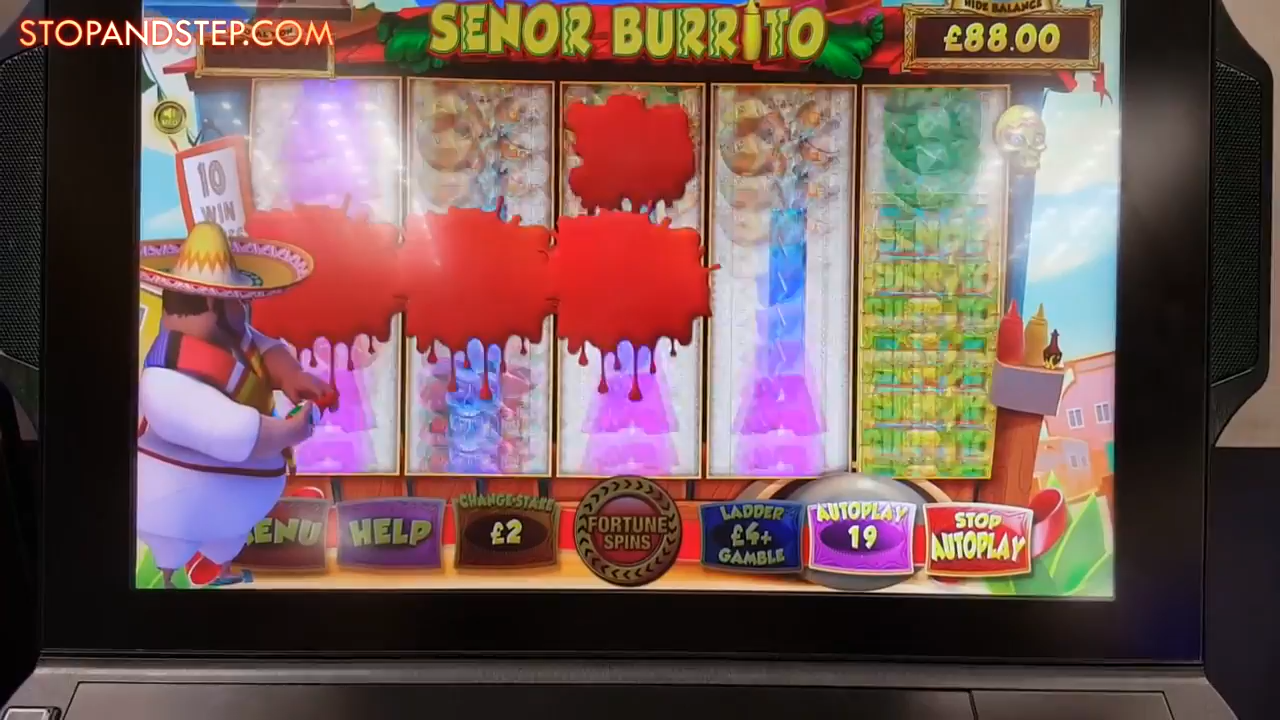 STOPANDSTEP.COM
SENOR BURRITO
HIDE BALANCE
£88.00
10
WIN
MENU
HELP
CHANGE STAKE
£2
FORTUNE
SPINS
LADDER
£4+
GAMBLE
AUTOPLAY
19
STOP
AUTOPLAY